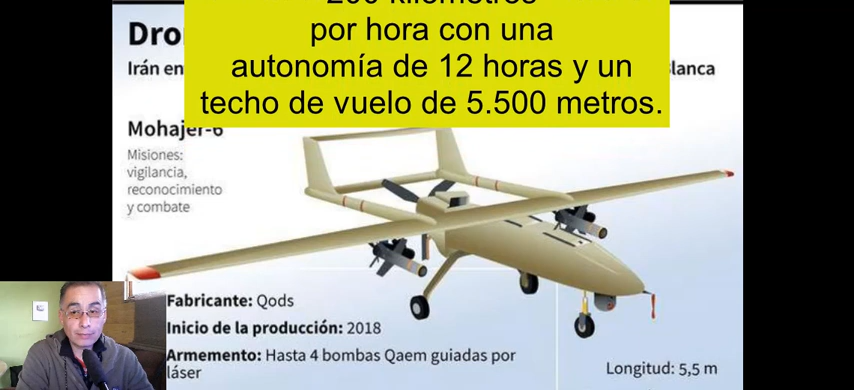 200 kilómetros
por hora con una
autonomía de 12 horas y un
techo de vuelo de 5.500 metros.
Dro
Irán en
lanca
Mohajer-6
Misiones:
vigilancia,
reconocimiento
y combate
Fabricante: Qods
Inicio de la producción: 2018
Armemento: Hasta 4 bombas Qaem guiadas por
láser
Longitud: 5,5 m